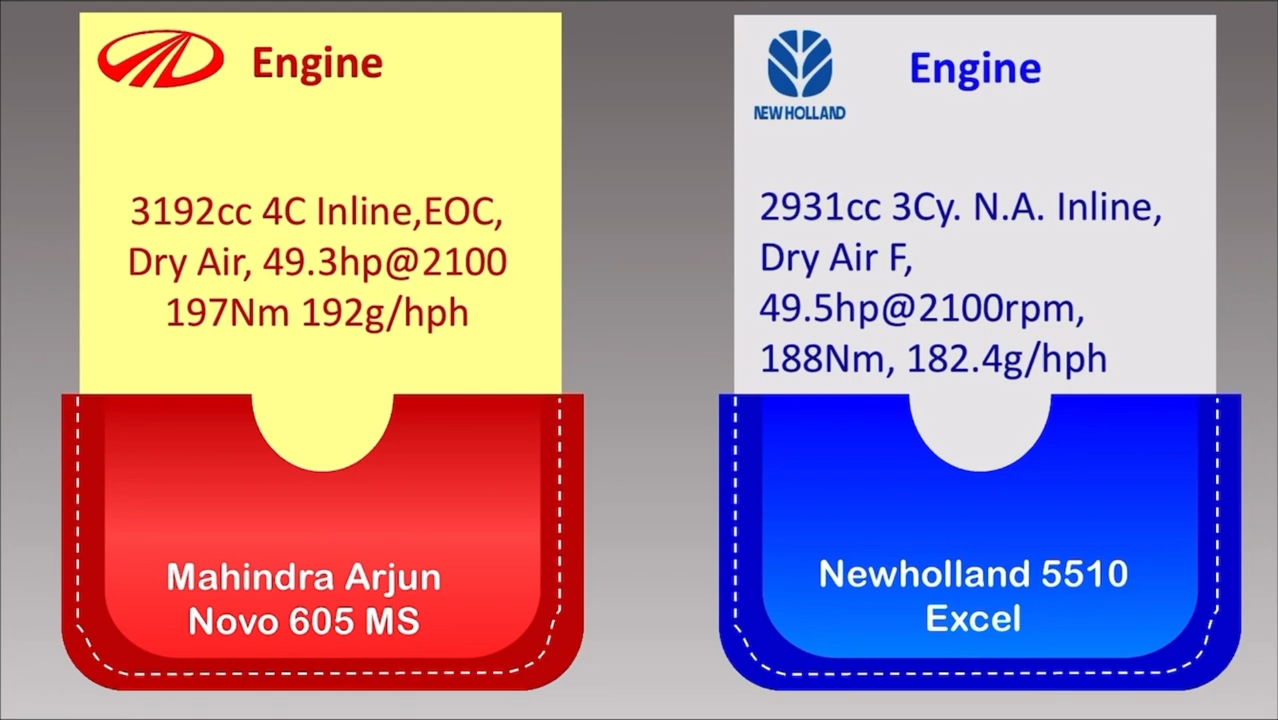 Engine
3192cc 4C Inline,EOC,
Dry Air, 49.3hp@2100
197Nm 192g/hph
Mahindra Arjun
Novo 605 MS
NEW HOLLAND
Engine
2931cc 3Cy. N.A. Inline,
Dry Air F,
49.5hp@2100rpm,
188Nm, 182.4g/hph
Newholland 5510
Excel